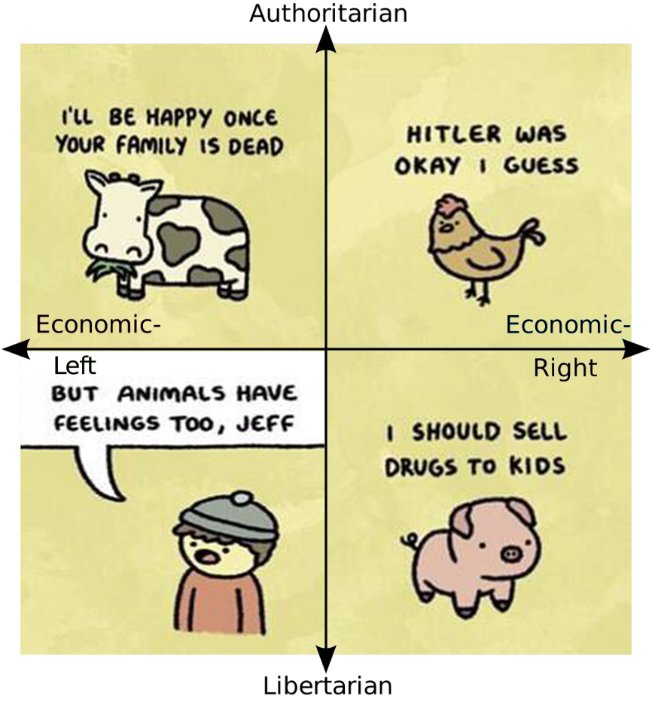 Authoritarian
I'LL BE HAPPY ONCE
YOUR FAMILY IS DEAD
HITLER WAS
OKAY I GUESS
Economic-
Left
Economic-
Right
BUT ANIMALS HAVE
FEELINGS TOO, JEFF
I SHOULD SELL
DRUGS TO KIDS
Libertarian